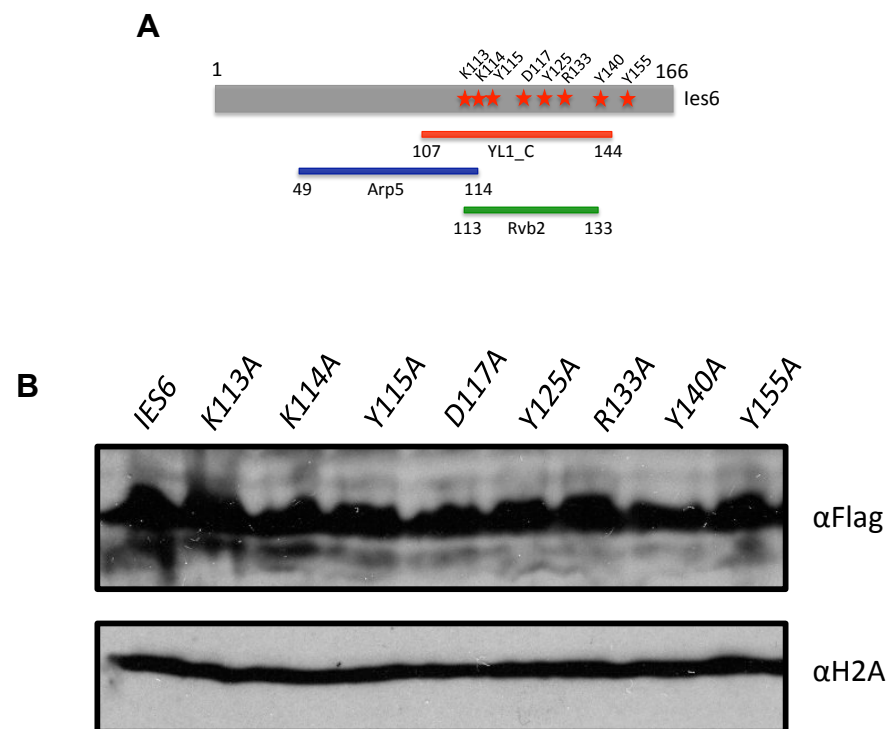 A
1
K113
K114
Y115
D117
Y125
R133
Y140
Y155
166
Ies6
107 YL1_C 144
49 Arp5 114
113 Rvb2 133
B
IES6
K113A
K114A
Y115A
D117A
Y125A
R133A
Y140A
Y155A
αFlag
αH2A